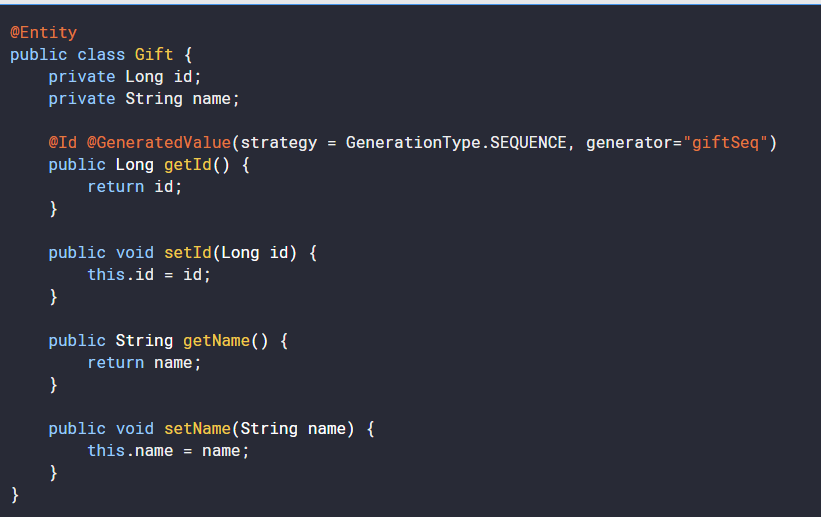 @Entity
public class Gift {
    private Long id;
    private String name;

    @Id @GeneratedValue(strategy = GenerationType.SEQUENCE, generator="giftSeq")
    public Long getId() {
        return id;
    }

    public void setId(Long id) {
        this.id = id;
    }

    public String getName() {
        return name;
    }

    public void setName(String name) {
        this.name = name;
    }
}